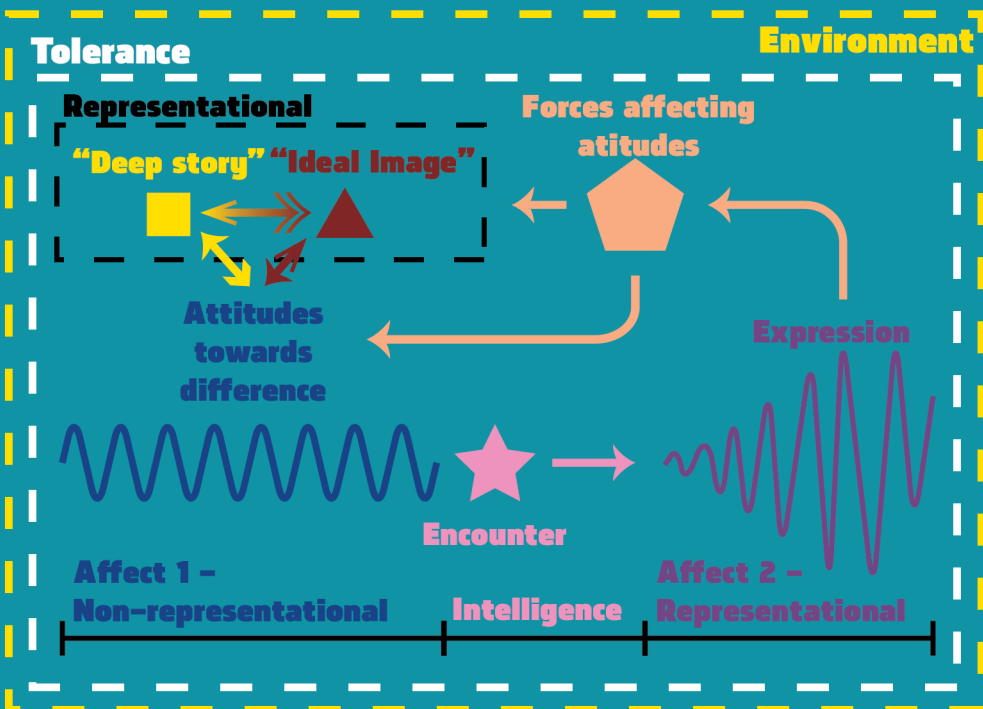 Environment
Tolerance
Representational
Forces affecting
atitudes
“Deep story” “Ideal Image”
Attitudes
towards
difference
Expression
Encounter
Affect 1 –
Non-representational
Intelligence
Affect 2 –
Representational